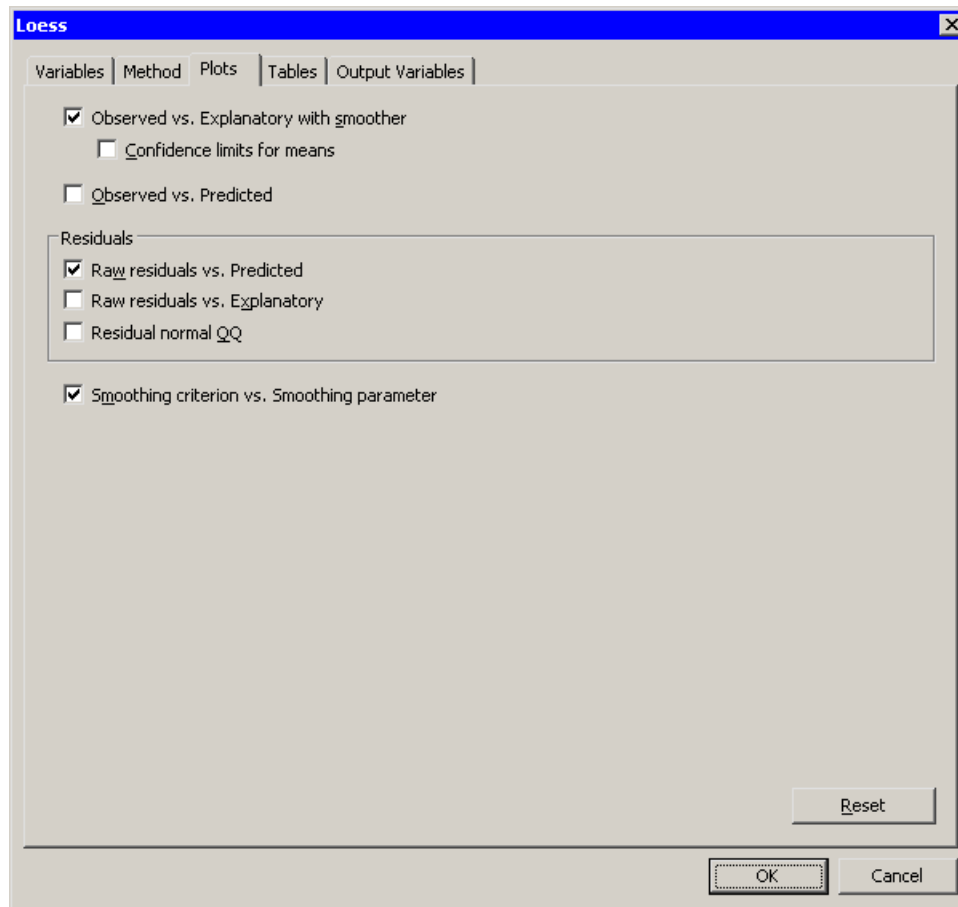 Loess
Variables Method Plots Tables Output Variables
Observed vs. Explanatory with smoother
Confidence limits for means
Observed vs. Predicted
Residuals
Raw residuals vs. Predicted
Raw residuals vs. Explanatory
Residual normal QQ
Smoothing criterion vs. Smoothing parameter
Reset
OK Cancel